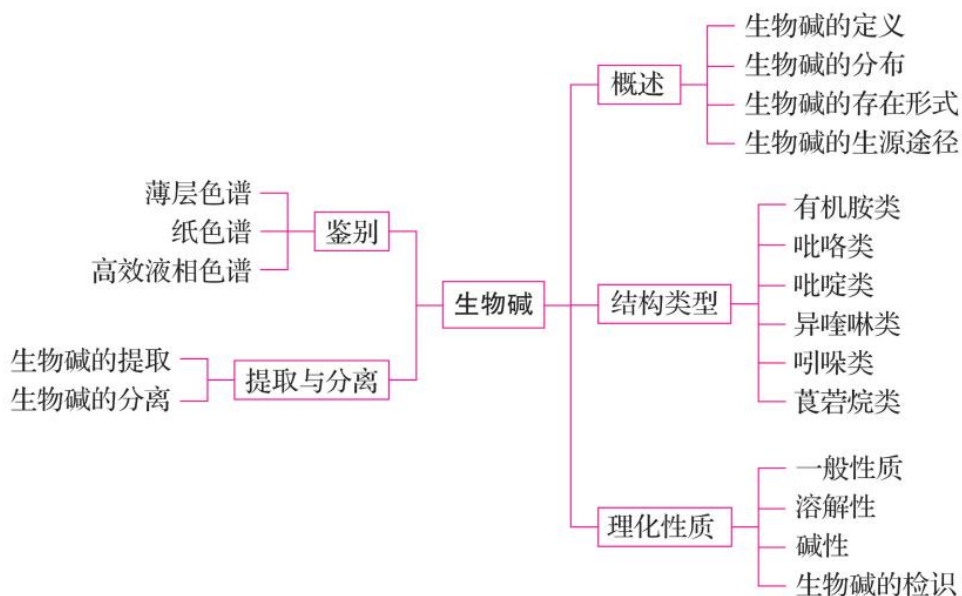 生物碱
概述
生物碱的定义
生物碱的分布
生物碱的存在形式
生物碱的生源途径
结构类型
有机胺类
吡咯类
吡啶类
异喹啉类
吲哚类
莨菪烷类
理化性质
一般性质
溶解性
碱性
生物碱的检识
鉴别
薄层色谱
纸色谱
高效液相色谱
提取与分离
生物碱的提取
生物碱的分离